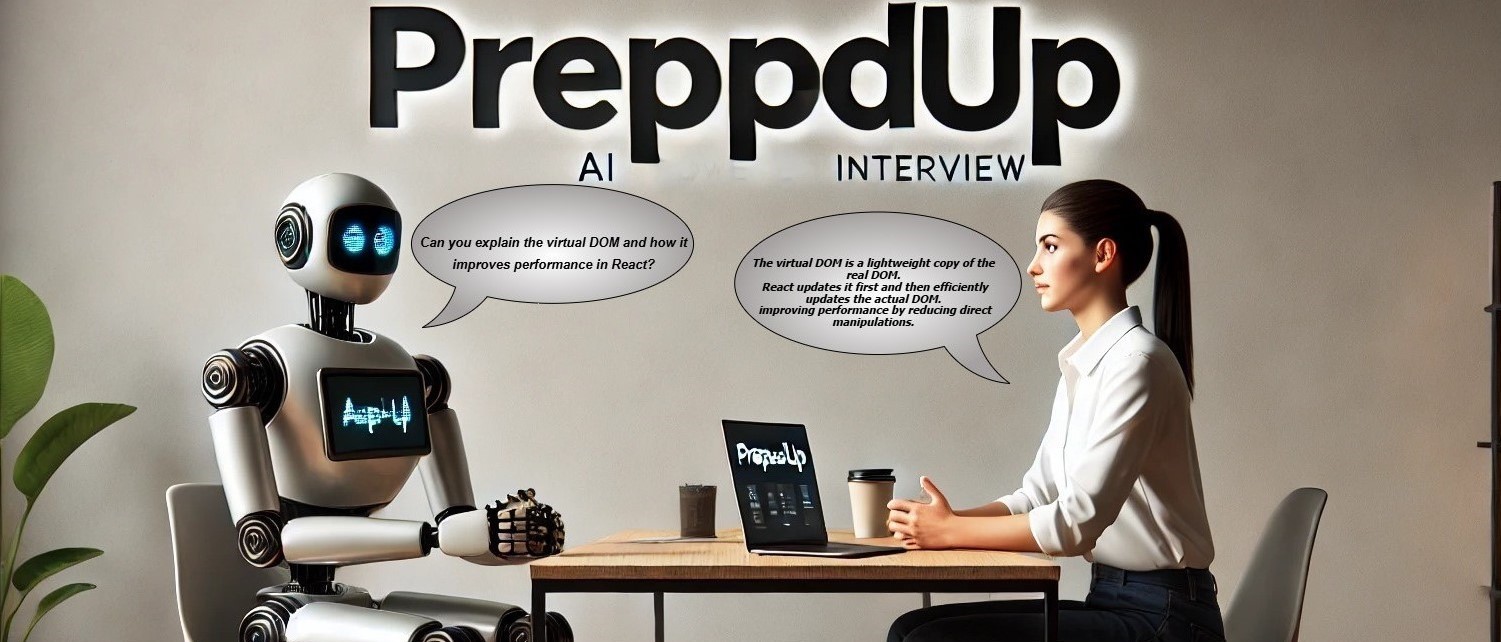 PreppdUp
AI INTERVIEW
Can you explain the virtual DOM and how it
improves performance in React?
The virtual DOM is a lightweight copy of the
real DOM.
React updates it first and then efficiently
updates the actual DOM.
improving performance by reducing direct
manipulations.